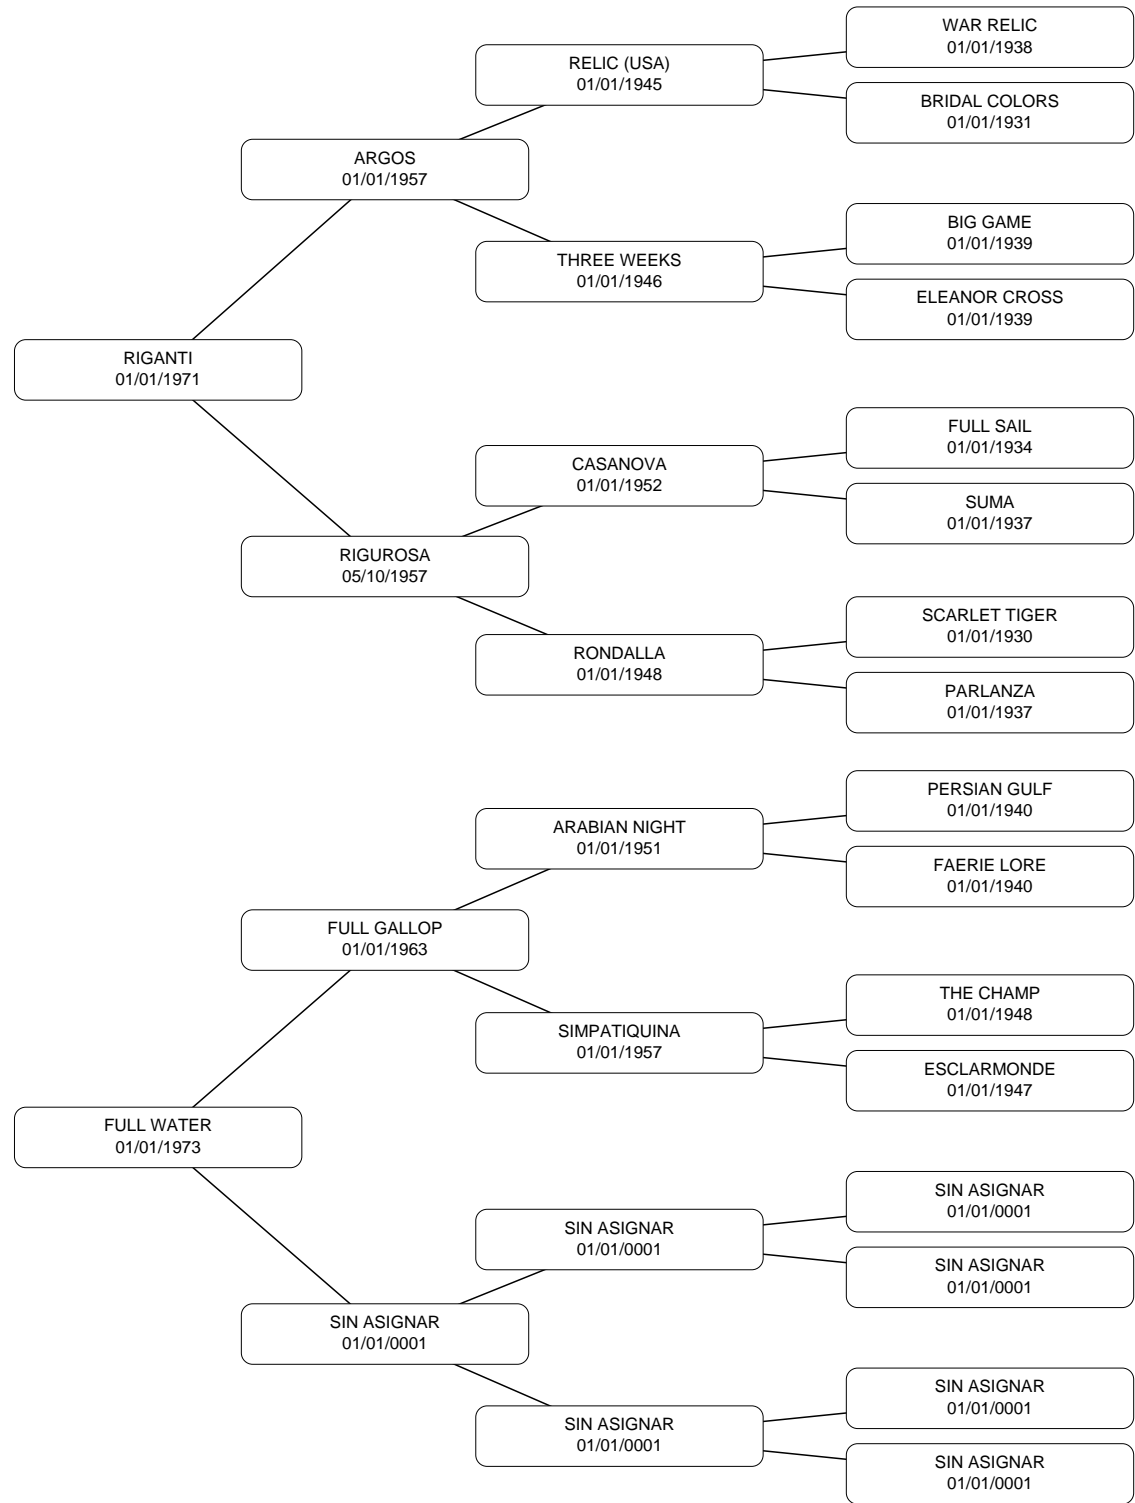 WAR RELIC
01/01/1938
RELIC (USA)
01/01/1945
BRIDAL COLORS
01/01/1931
ARGOS
01/01/1957
BIG GAME
01/01/1939
THREE WEEKS
01/01/1946
ELEANOR CROSS
01/01/1939
RIGANTI
01/01/1971
FULL SAIL
01/01/1934
CASANOVA
01/01/1952
SUMA
01/01/1937
RIGUROSA
05/10/1957
SCARLET TIGER
01/01/1930
RONDALLA
01/01/1948
PARLANZA
01/01/1937
PERSIAN GULF
01/01/1940
ARABIAN NIGHT
01/01/1951
FAERIE LORE
01/01/1940
FULL GALLOP
01/01/1963
THE CHAMP
01/01/1948
SIMPATIQUINA
01/01/1957
ESCLARMONDE
01/01/1947
FULL WATER
01/01/1973
SIN ASIGNAR
01/01/0001
SIN ASIGNAR
01/01/0001
SIN ASIGNAR
01/01/0001
SIN ASIGNAR
01/01/0001
SIN ASIGNAR
01/01/0001
SIN ASIGNAR
01/01/0001
SIN ASIGNAR
01/01/0001